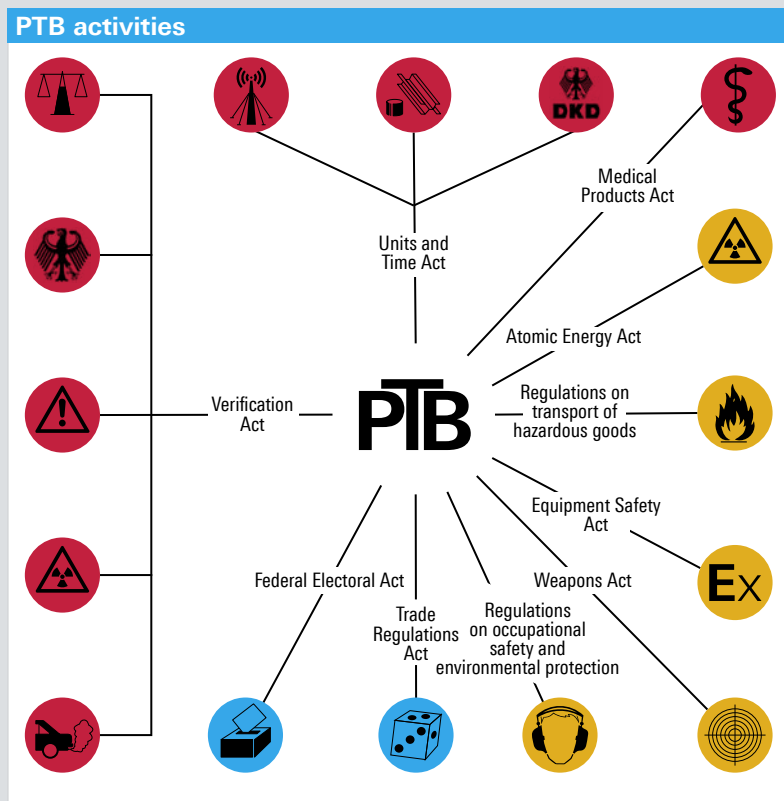 PTB activities
DKD
Medical
Products Act
Units and
Time Act
Atomic Energy Act
Regulations on
transport of
hazardous goods
Verification
Act
PTB
Equipment Safety
Act
Ex
Federal Electoral Act
Weapons Act
Trade
Regulations
Act
Regulations
on occupational
safety and
environmental protection